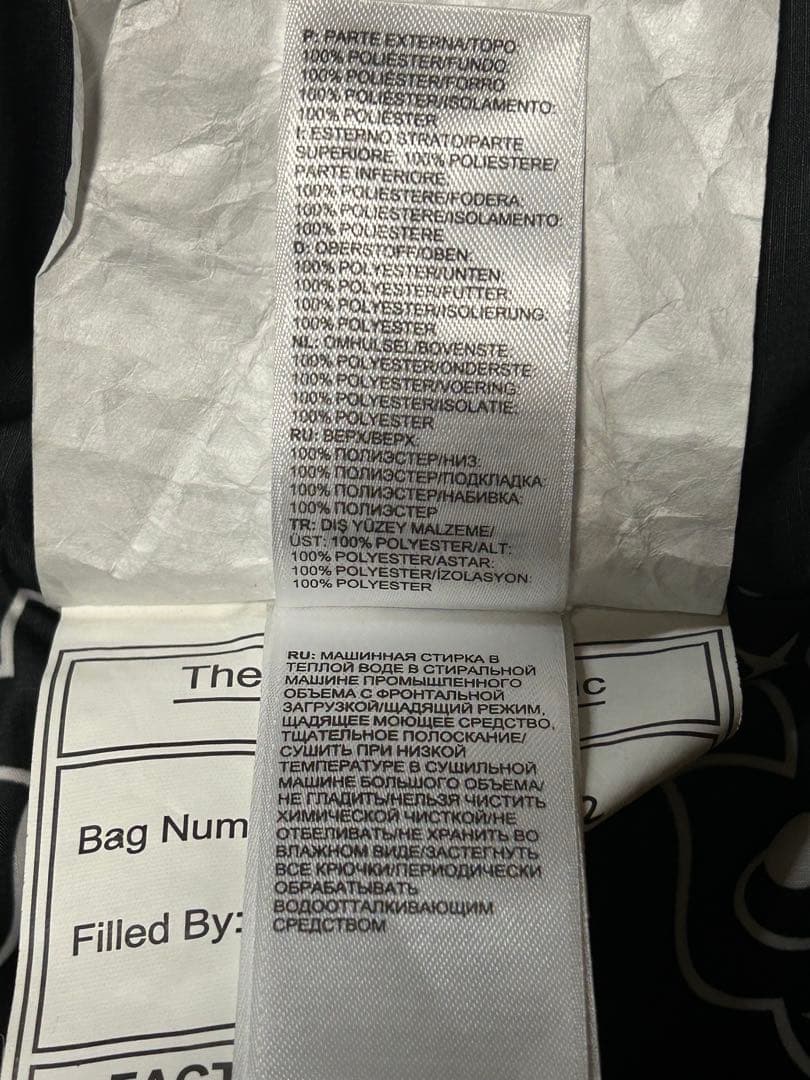 P: PARTE EXTERNA/TOPO:
100% POLIÉSTER/FUNDO:
100% POLIÉSTER/FORRO
100% POLIÉSTER/ISOLAMENTO:
100% POLIÉSTER
I: ESTERNO STRATO/PARTE
SUPERIORE: 100% POLIESTERE/
PARTE INFERIORE:
100% POLIESTERE/FODERA:
100% POLIESTERE/ISOLAMENTO:
100% POLIESTERE
D: OBERSTOFF/OBEN:
100% POLYESTER/UNTEN:
100% POLYESTER/FUTTER:
100% POLYESTER/ISOLIERUNG:
100% POLYESTER
NL: OMHULSEL/BOVENSTE:
100% POLYESTER/ONDERSTE:
100% POLYESTER/VOERING:
100% POLYESTER/ISOLATIE:
100% POLYESTER
RU: ВЕРХ/ВЕРХ:
100% ПОЛИЭСТЕР/НИЗ:
100% ПОЛИЭСТЕР/ПОДКЛАДКА:
100% ПОЛИЭСТЕР/НАБИВКА:
100% ПОЛИЭСТЕР
TR: DIŞ YÜZEY MALZEME/
ÜST: 100% POLYESTER/ALT:
100% POLYESTER/ASTAR:
100% POLYESTER/İZOLASYON:
100% POLYESTER
RU: МАШИННАЯ СТИРКА В
ТЕПЛОЙ ВОДЕ В СТИРАЛЬНОЙ
МАШИНЕ ПРОМЫШЛЕННОГО
ОБЪЕМА С ФРОНТАЛЬНОЙ
ЗАГРУЗКОЙ/ЩАДЯЩИЙ РЕЖИМ,
ЩАДЯЩЕЕ МОЮЩЕЕ СРЕДСТВО,
ТЩАТЕЛЬНОЕ ПОЛОСКАНИЕ/
СУШИТЬ ПРИ НИЗКОЙ
ТЕМПЕРАТУРЕ В СУШИЛЬНОЙ
МАШИНЕ БОЛЬШОГО ОБЪЕМА/
НЕ ГЛАДИТЬ/НЕЛЬЗЯ ЧИСТИТЬ
ХИМИЧЕСКОЙ ЧИСТКОЙ/НЕ
ОТБЕЛИВАТЬ/НЕ ХРАНИТЬ ВО
ВЛАЖНОМ ВИДЕ/ЗАСТЕГНУТЬ
ВСЕ КРЮЧКИ/ПЕРИОДИЧЕСКИ
ОБРАБАТЫВАТЬ
ВОДООТТАЛКИВАЮЩИМ
СРЕДСТВОМ
The
Bag Num
Filled By: